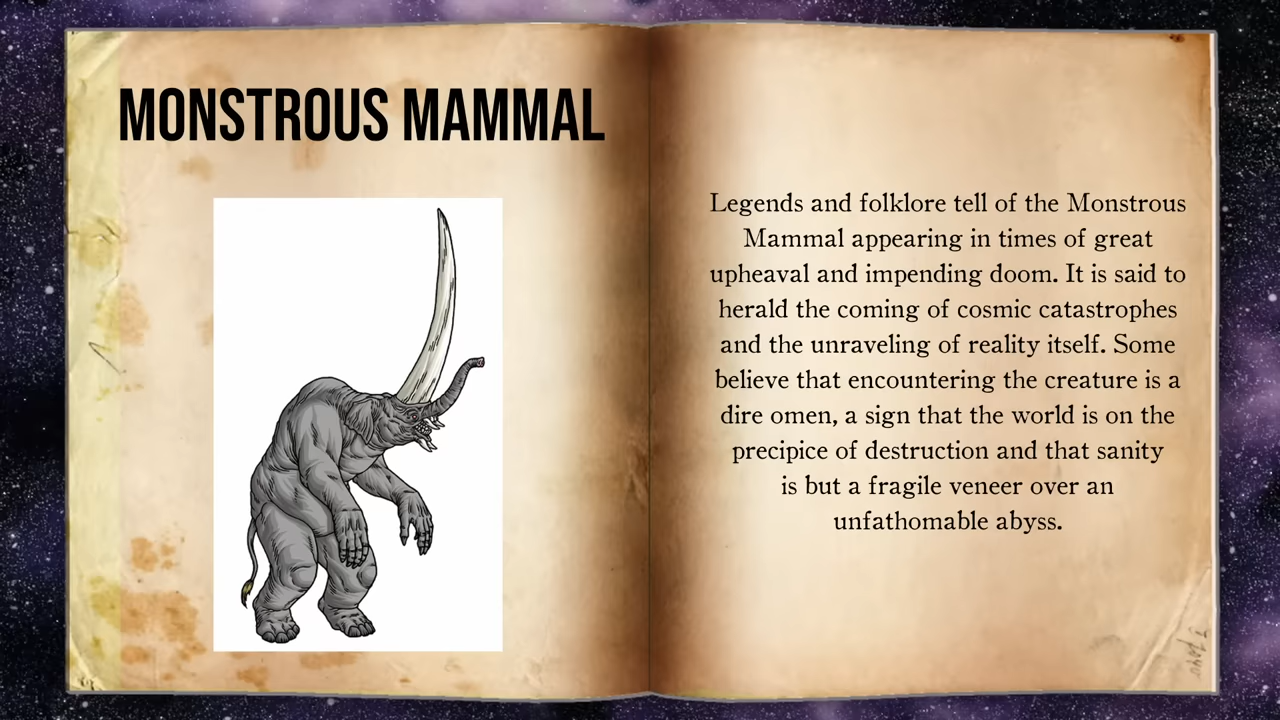 MONSTROUS MAMMAL
Legends and folklore tell of the Monstrous
Mammal appearing in times of great
upheaval and impending doom. It is said to
herald the coming of cosmic catastrophes
and the unraveling of reality itself. Some
believe that encountering the creature is a
dire omen, a sign that the world is on the
precipice of destruction and that sanity
is but a fragile veneer over an
unfathomable abyss.